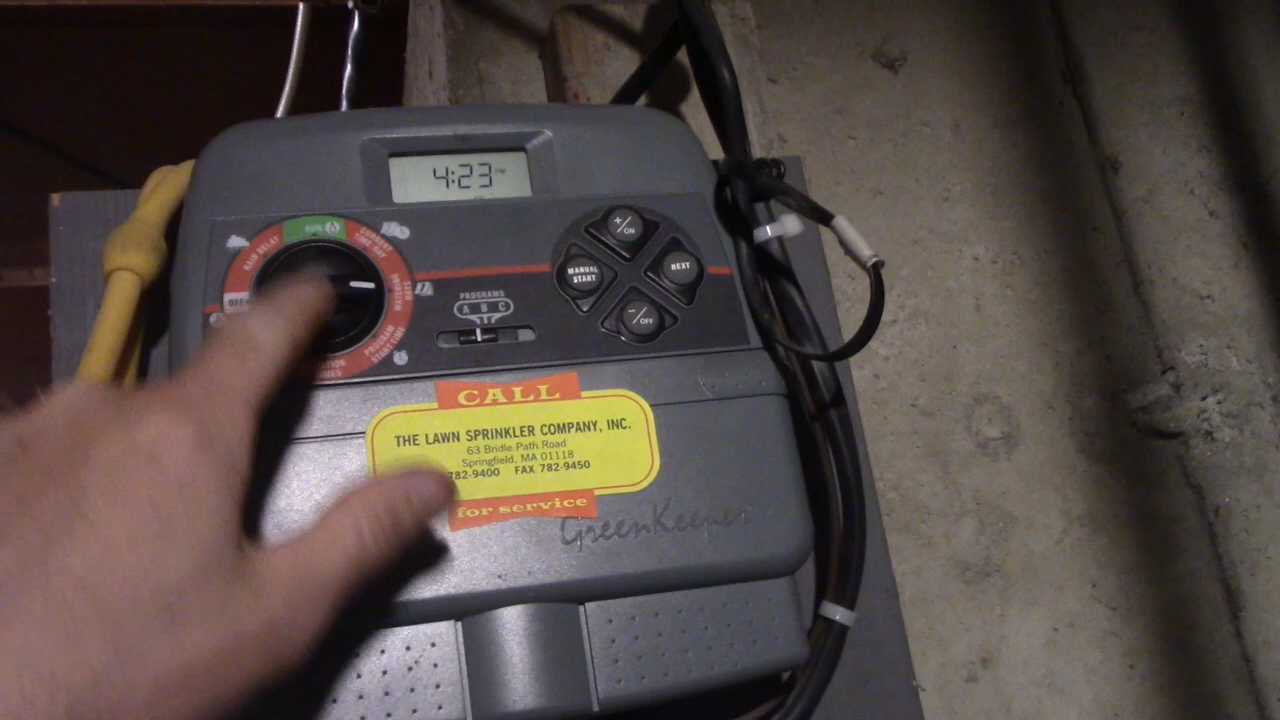 4:23 PM
RUN
CURRENT
TIME/DAY
RAIN DELAY
WATERING
DAYS
OFF
PROGRAM
START TIME
+/ON
MANUAL
START
NEXT
-/OFF
PROGRAMS
A B C
CALL
THE LAWN SPRINKLER COMPANY, INC.
63 Bridle Path Road
Springfield, MA 01118
782-9400 FAX 782-9450
for service
GreenKeeper